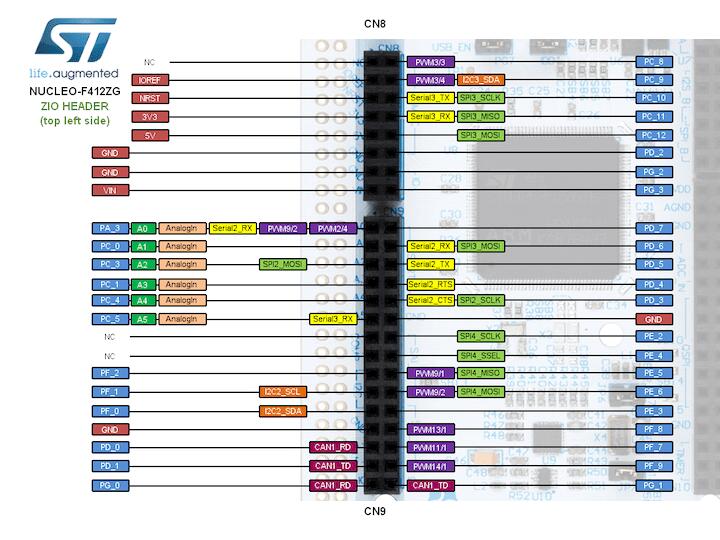 CN8
ST
life.augmented
NUCLEO-F412ZG
ZIO HEADER
(top left side)
CN8
USB_EN
NC PWM3/3 PC_8
IOREF PWM3/4 I2C3_SDA PC_9
NRST Serial3_TX SPI3_SCLK PC_10
3V3 Serial3_RX SPI3_MISO PC_11
5V SPI3_MOSI PC_12
GND PD_2
GND PG_2
VIN PG_3
CN9
PA_3 A0 AnalogIn Serial2_RX PWM9/2 PWM2/4 PD_7
PC_0 A1 AnalogIn Serial2_RX SPI3_MOSI PD_6
PC_3 A2 AnalogIn SPI2_MOSI Serial2_TX PD_5
PC_1 A3 AnalogIn Serial2_RTS PD_4
PC_4 A4 AnalogIn Serial2_CTS SPI2_SCLK PD_3
PC_5 A5 AnalogIn Serial3_RX GND
NC SPI4_SCLK PE_2
NC SPI4_SSEL PE_4
PF_2 PWM9/1 SPI4_MISO PE_5
PF_1 I2C2_SCL PWM9/2 SPI4_MOSI PE_6
PF_0 I2C2_SDA PE_3
GND PWM13/1 PF_8
PD_0 CAN1_RD PWM11/1 PF_7
PD_1 CAN1_TD PWM14/1 PF_9
PG_0 CAN1_RD CAN1_TD PG_1
CN9